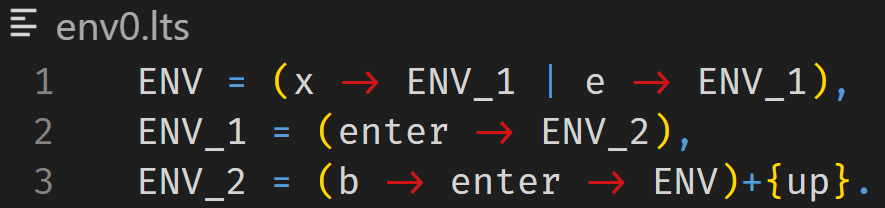 env0.lts
1 ENV = (x -> ENV_1 | e -> ENV_1),
2 ENV_1 = (enter -> ENV_2),
3 ENV_2 = (b -> enter -> ENV)+{up}.